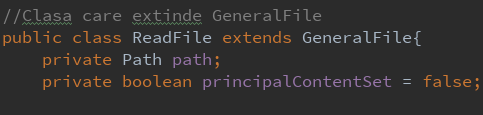 //Clasa care extinde GeneralFile
public class ReadFile extends GeneralFile{
private Path path;
private boolean principalContentSet = false;